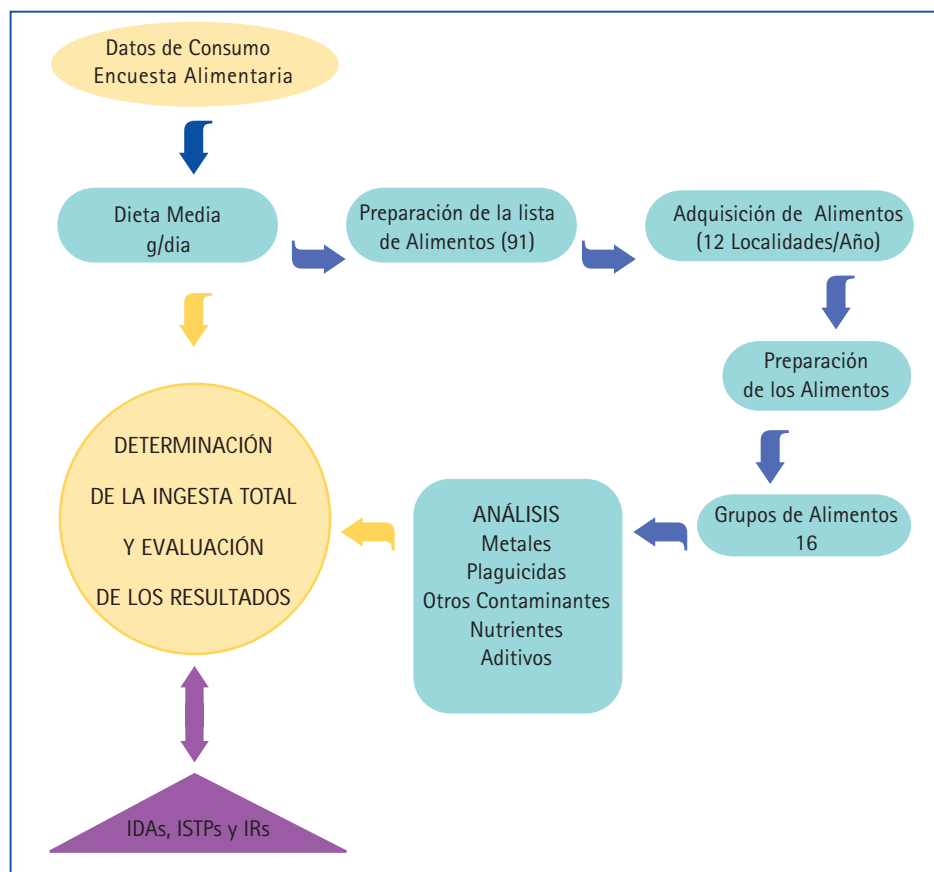 Datos de Consumo
Encuesta Alimentaria
Dieta Media
g/dia
Preparación de la lista
de Alimentos (91)
Adquisición de Alimentos
(12 Localidades/Año)
Preparación
de los Alimentos
Grupos de Alimentos
16
ANÁLISIS
Metales
Plaguicidas
Otros Contaminantes
Nutrientes
Aditivos
DETERMINACIÓN
DE LA INGESTA TOTAL
Y EVALUACIÓN
DE LOS RESULTADOS
IDAs, ISTPs y IRs